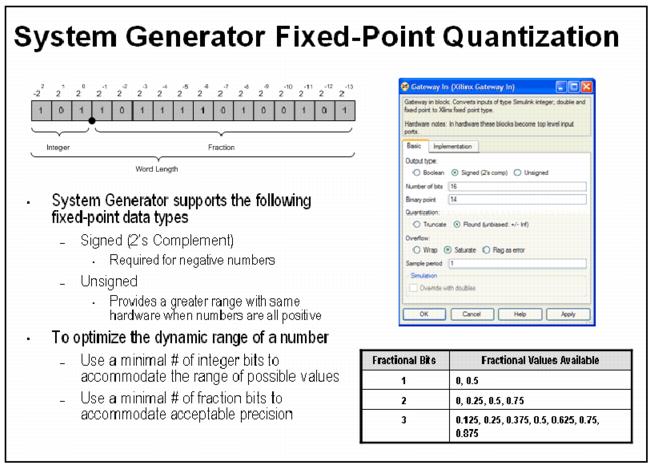 System Generator Fixed-Point Quantization
-2² 2¹ 2⁰ 2⁻¹ 2⁻² 2⁻³ 2⁻⁴ 2⁻⁵ 2⁻⁶ 2⁻⁷ 2⁻⁸ 2⁻⁹ 2⁻¹⁰ 2⁻¹¹ 2⁻¹² 2⁻¹³
1 0 1 1 0 1 1 1 1 0 1 0 0 1 0 1
Integer Fraction
Word Length
· System Generator supports the following
fixed-point data types
– Signed (2's Complement)
· Required for negative numbers
– Unsigned
· Provides a greater range with same
hardware when numbers are all positive
· To optimize the dynamic range of a number
– Use a minimal # of integer bits to
accommodate the range of possible values
– Use a minimal # of fraction bits to
accommodate acceptable precision
Gateway In (Xilinx Gateway In)
Gateway in block. Converts inputs of type Simulink integer, double and
fixed point to Xilinx fixed point type.
Hardware notes: In hardware these blocks become top level input
ports.
Basic Implementation
Output type:
Boolean Signed (2's comp) Unsigned
Number of bits 16
Binary point 14
Quantization:
Truncate Round (unbiased: +/- Inf)
Overflow:
Wrap Saturate Flag as error
Sample period 1
Simulation
Override with doubles
OK Cancel Help Apply
Fractional Bits Fractional Values Available
1 0, 0.5
2 0, 0.25, 0.5, 0.75
3 0.125, 0.25, 0.375, 0.5, 0.625, 0.75,
0.875